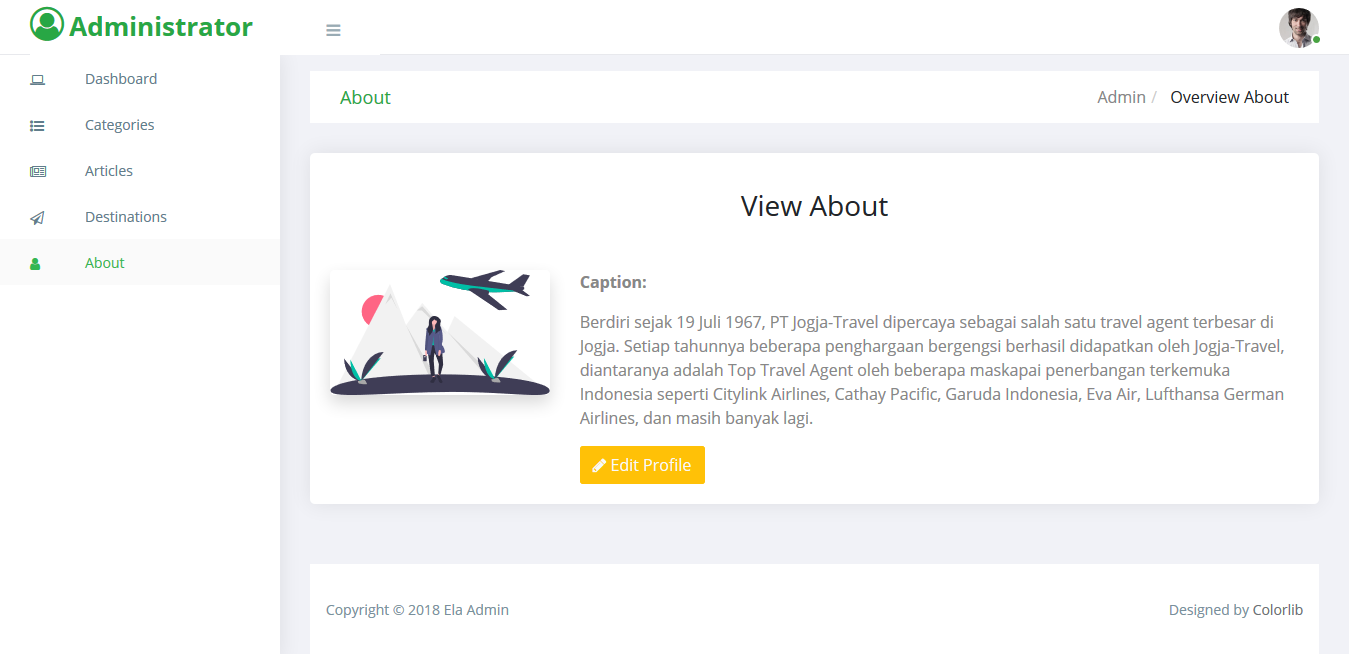 Administrator
Dashboard
Categories
Articles
Destinations
About
About
Admin / Overview About
View About
Caption:
Berdiri sejak 19 Juli 1967, PT Jogja-Travel dipercaya sebagai salah satu travel agent terbesar di
Jogja. Setiap tahunnya beberapa penghargaan bergengsi berhasil didapatkan oleh Jogja-Travel,
diantaranya adalah Top Travel Agent oleh beberapa maskapai penerbangan terkemuka
Indonesia seperti Citylink Airlines, Cathay Pacific, Garuda Indonesia, Eva Air, Lufthansa German
Airlines, dan masih banyak lagi.
Edit Profile
Copyright © 2018 Ela Admin
Designed by Colorlib